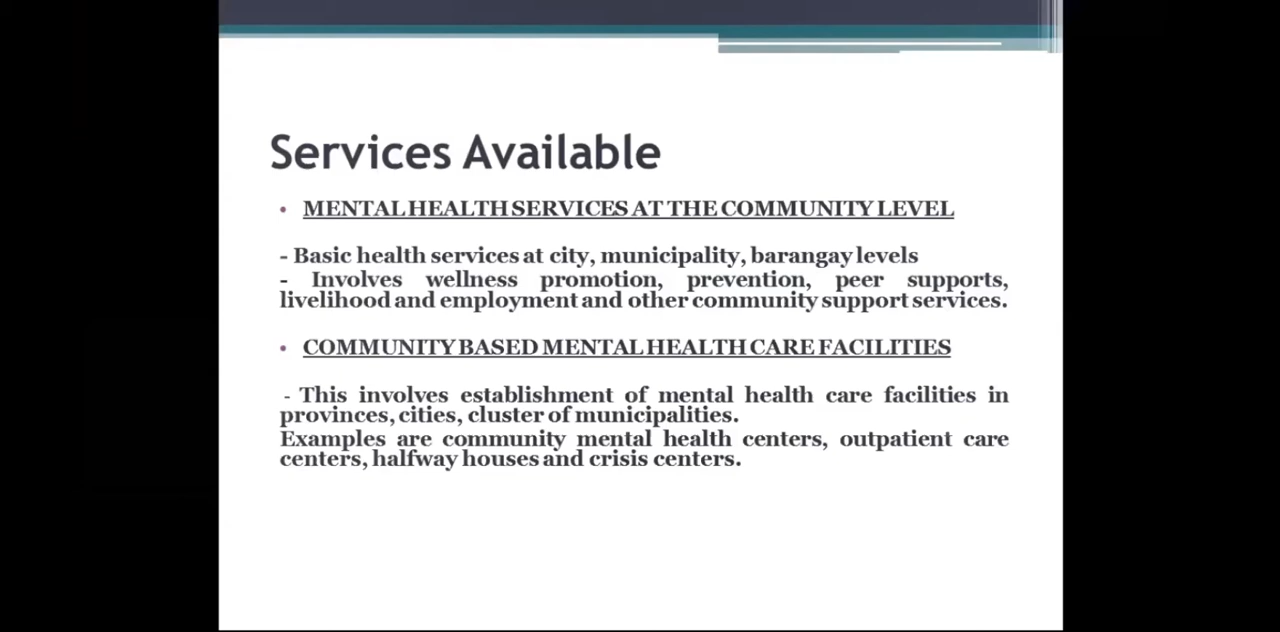 Services Available
• MENTAL HEALTH SERVICES AT THE COMMUNITY LEVEL
- Basic health services at city, municipality, barangay levels
- Involves wellness promotion, prevention, peer supports,
livelihood and employment and other community support services.
• COMMUNITY BASED MENTAL HEALTH CARE FACILITIES
- This involves establishment of mental health care facilities in
provinces, cities, cluster of municipalities.
Examples are community mental health centers, outpatient care
centers, halfway houses and crisis centers.